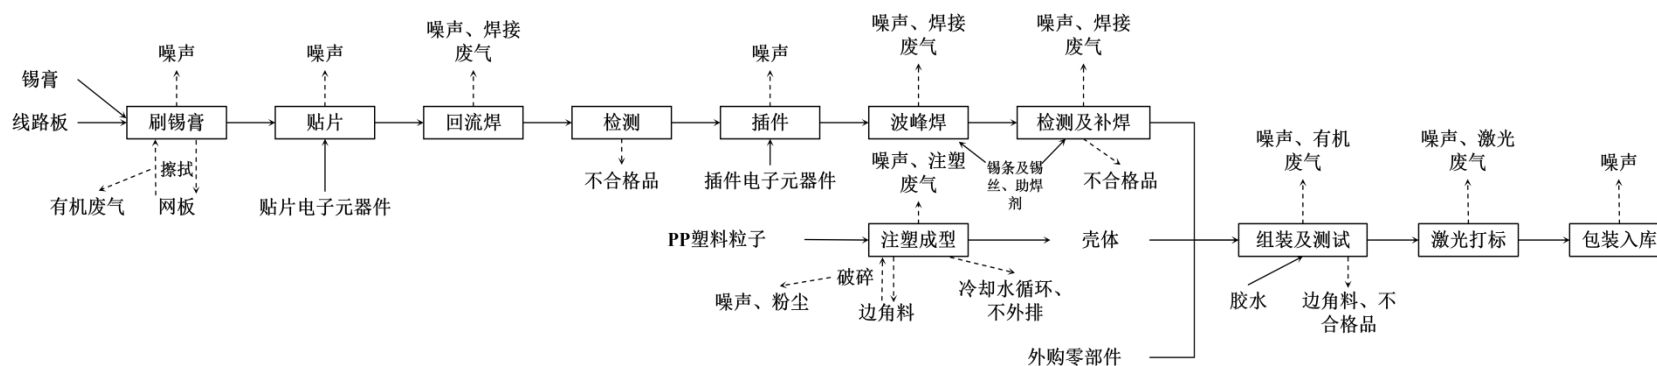 噪声
噪声
噪声、焊接
废气
噪声
噪声、焊接
废气
噪声、焊接
废气
锡膏
线路板
刷锡膏
贴片
回流焊
检测
插件
波峰焊
检测及补焊
擦拭
有机废气
网板
贴片电子元器件
不合格品
插件电子元器件
锡条及锡
丝、助焊
剂
不合格品
噪声、注塑
废气
噪声、有机
废气
噪声、激光
废气
噪声
PP塑料粒子
注塑成型
壳体
组装及测试
激光打标
包装入库
破碎
噪声、粉尘
边角料
冷却水循环、
不外排
胶水
边角料、不
合格品
外购零部件